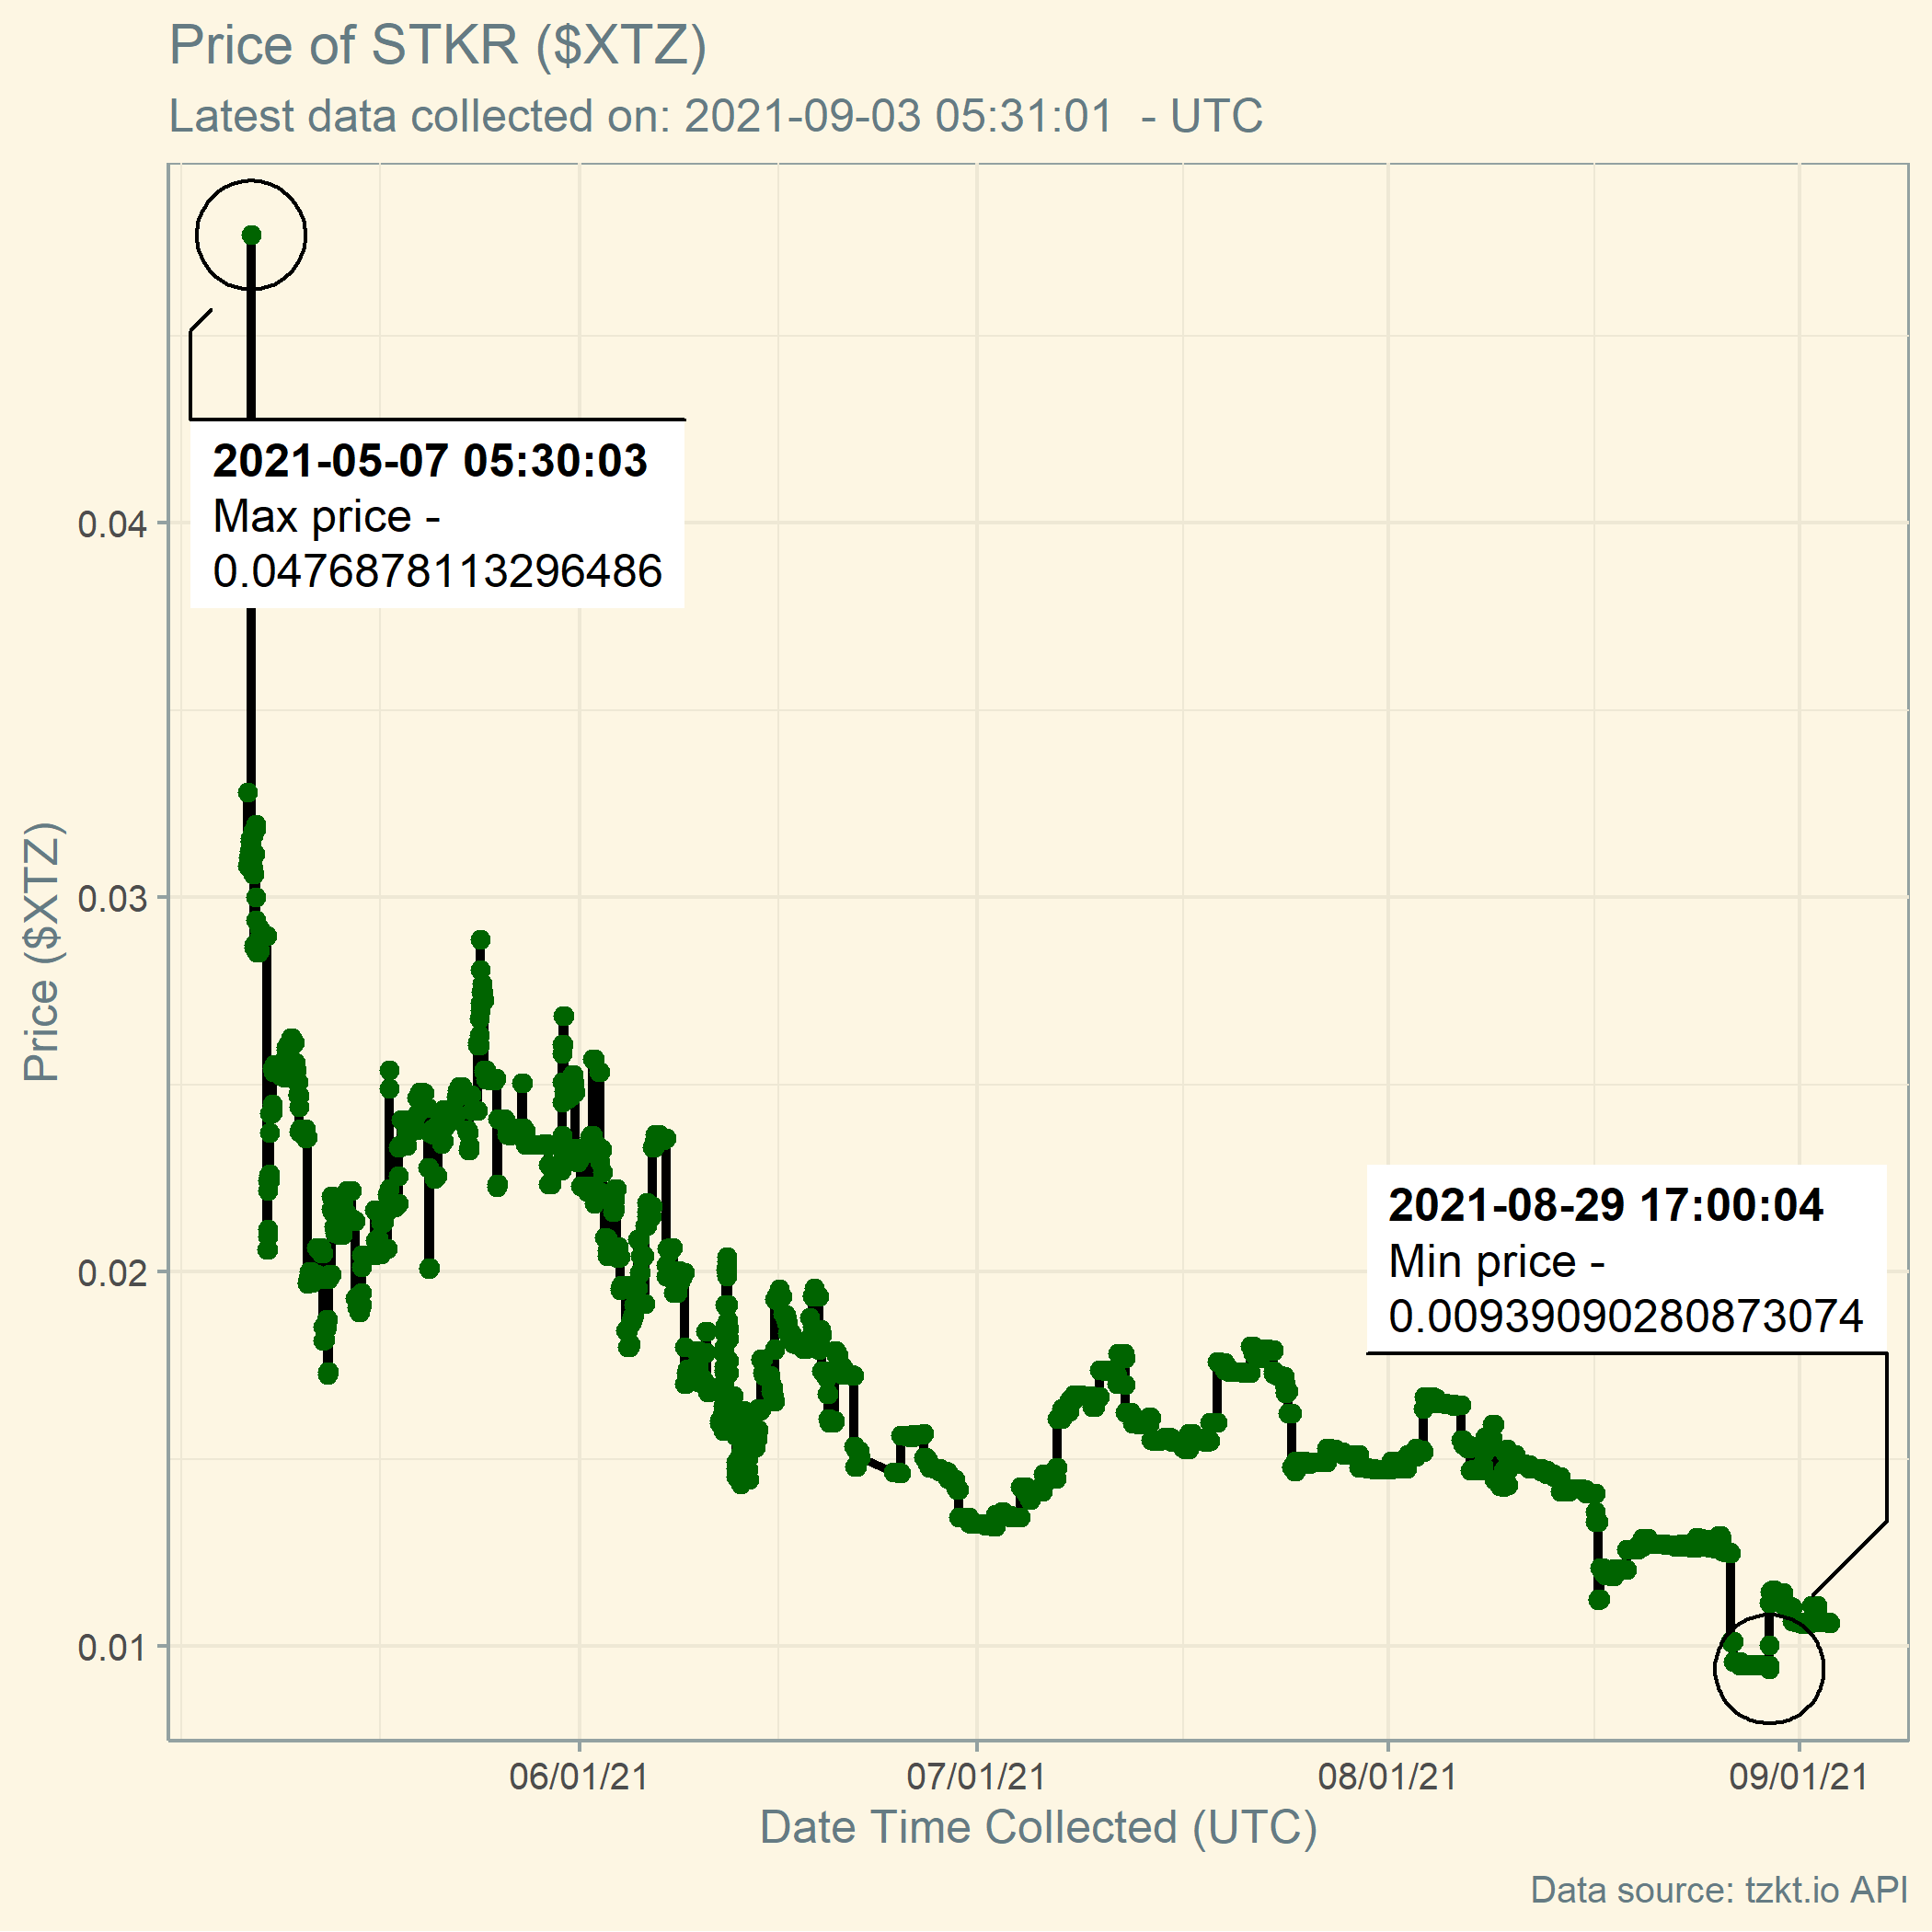 Price of STKR ($XTZ)
Latest data collected on: 2021-09-03 05:31:01  - UTC
2021-05-07 05:30:03
Max price -
0.0476878113296486
2021-08-29 17:00:04
Min price -
0.00939090280873074
Price ($XTZ)
0.04
0.03
0.02
0.01
06/01/21
07/01/21
08/01/21
09/01/21
Date Time Collected (UTC)
Data source: tzkt.io API